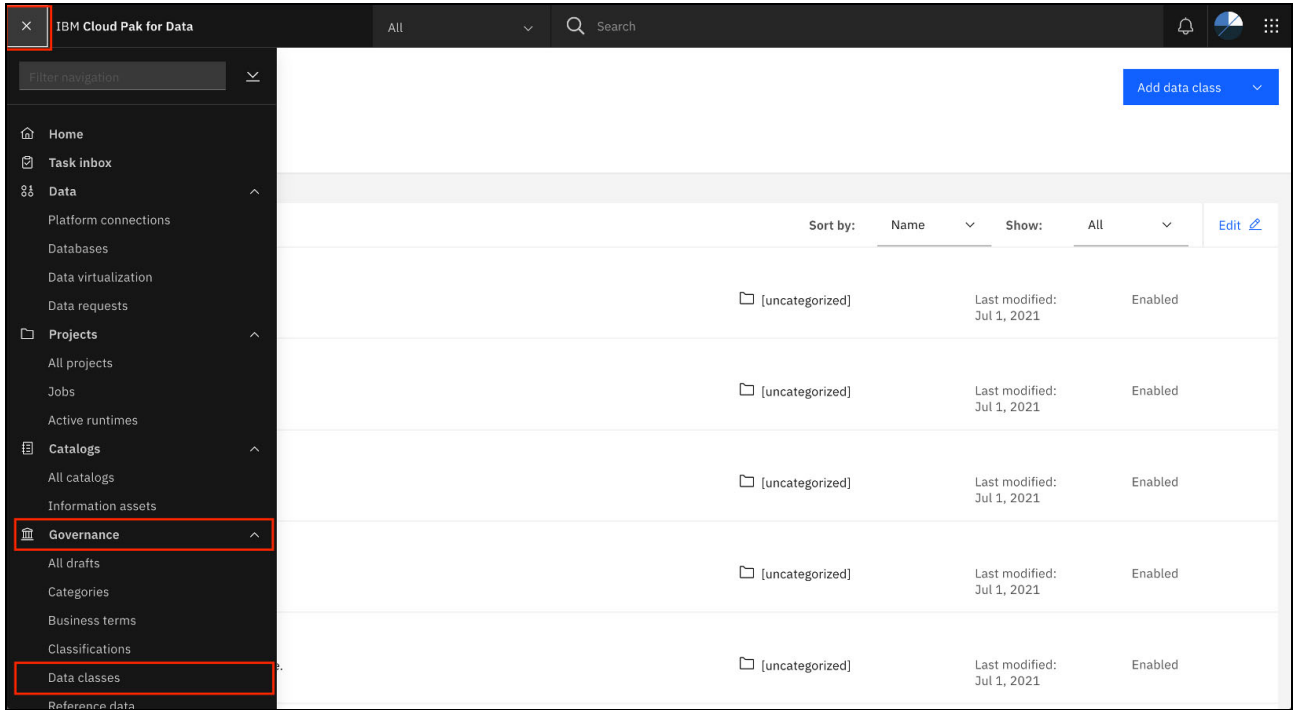 IBM Cloud Pak for Data
All
Search
Filter navigation
Add data class
Home
Task inbox
Data
Platform connections
Databases
Data virtualization
Data requests
Projects
All projects
Jobs
Active runtimes
Catalogs
All catalogs
Information assets
Governance
All drafts
Categories
Business terms
Classifications
Data classes
Reference data
Sort by: Name Show: All Edit
[uncategorized] Last modified: Enabled
Jul 1, 2021
[uncategorized] Last modified: Enabled
Jul 1, 2021
[uncategorized] Last modified: Enabled
Jul 1, 2021
[uncategorized] Last modified: Enabled
Jul 1, 2021
e. [uncategorized] Last modified: Enabled
Jul 1, 2021